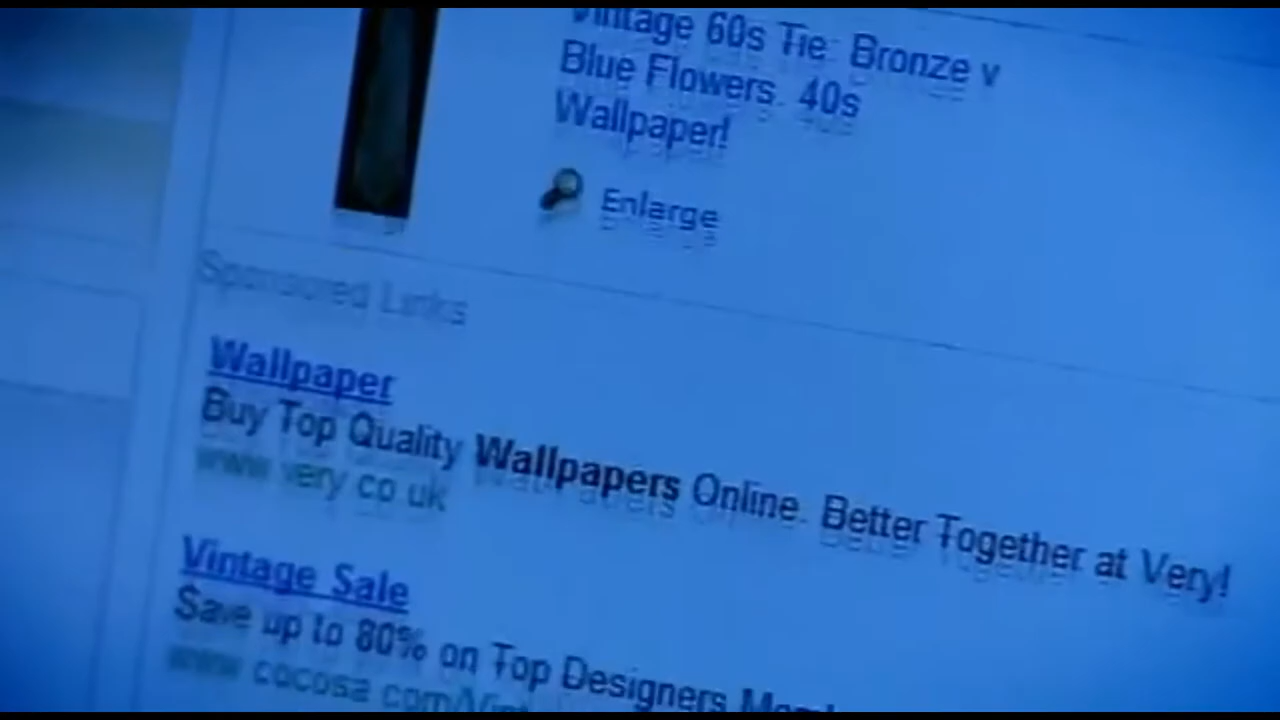 Vintage 60s Tie: Bronze v
Blue Flowers. 40s
Wallpaper!
Enlarge
Sponsored Links
Wallpaper
Buy Top Quality Wallpapers Online. Better Together at Very!
www.very.co.uk
Vintage Sale
Save up to 80% on Top Designers
www.cocosa.com/Vint